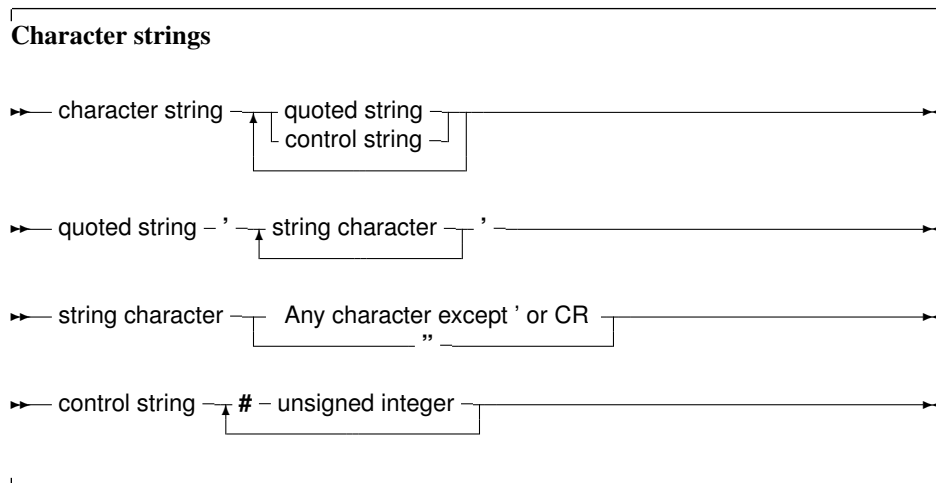 Character strings
character string quoted string
control string
quoted string ’ string character ’
string character Any character except ’ or CR
”
control string # unsigned integer